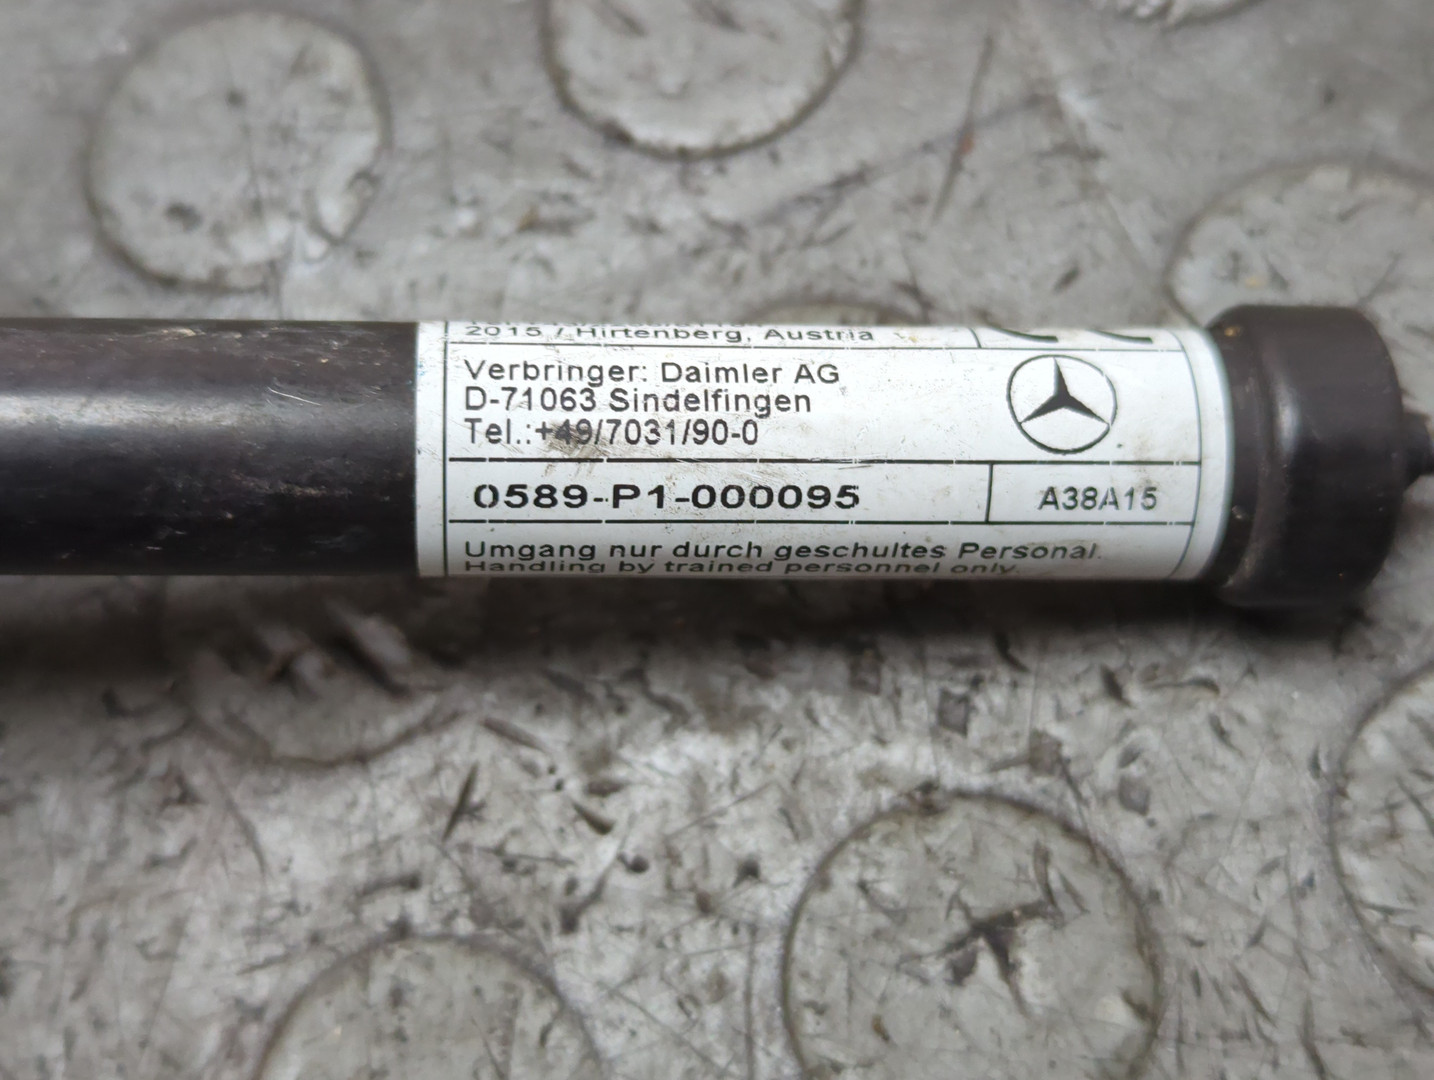 2015 / Hirtenberg, Austria
Verbringer: Daimler AG
D-71063 Sindelfingen
Tel.:+49/7031/90-0
0589-P1-000095
A38A15
Umgang nur durch geschultes Personal.
Handling by trained personnel only.